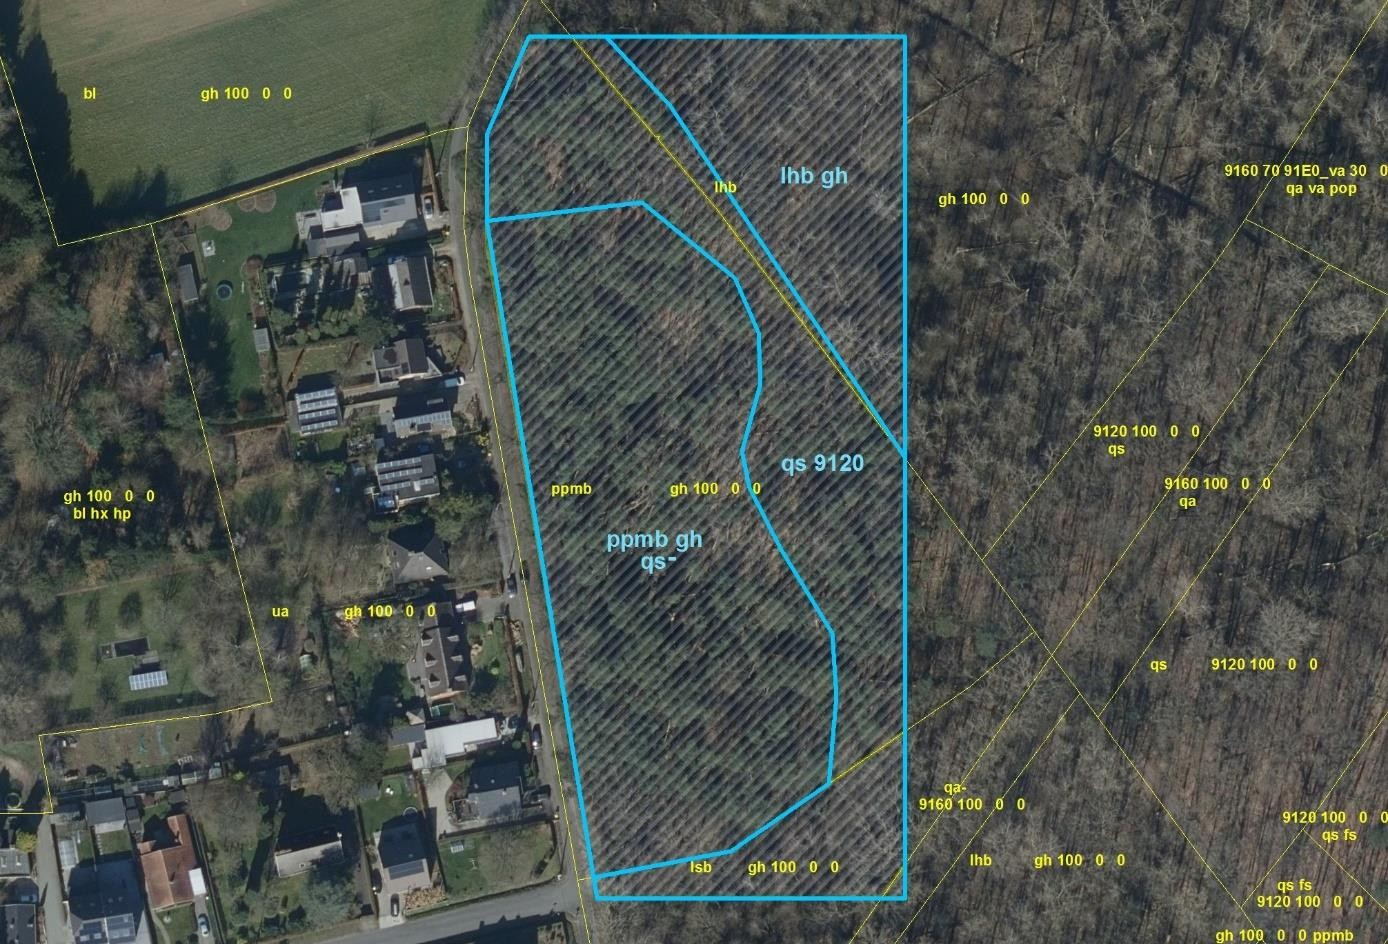 bl gh 100 0 0
9160 70 91E0_va 30 0
qa va pop
lhb gh
lhb
gh 100 0 0
9120 100 0 0
qs
qs 9120
9160 100 0 0
qa
ppmb gh 100 0 0
gh 100 0 0
bl hx hp
ppmb gh
qs-
ua gh 100 0 0
qs 9120 100 0 0
qa-
9160 100 0 0
9120 100 0 0
qs fs
lsb gh 100 0 0
lhb gh 100 0 0
qs fs
9120 100 0 0
gh 100 0 0 ppmb